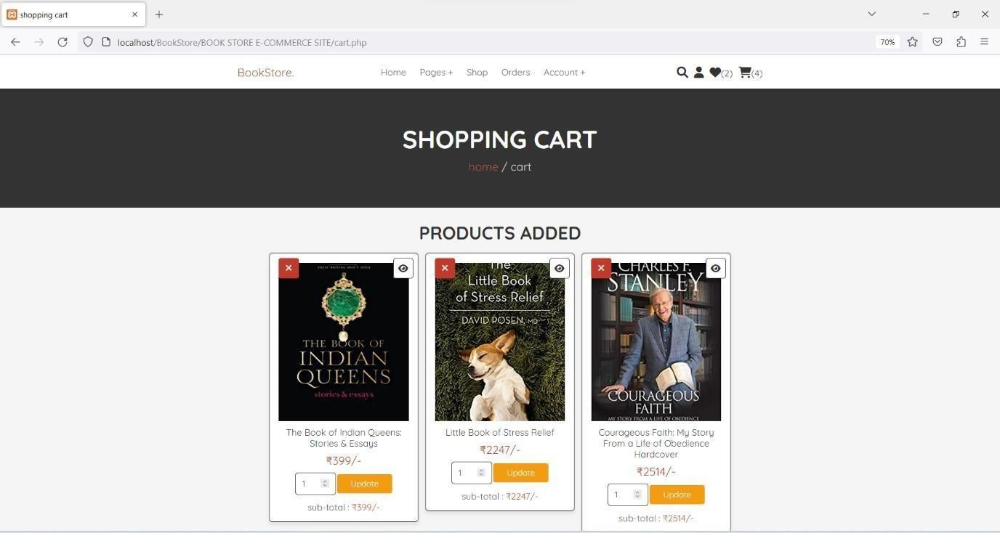 shopping cart
localhost/BookStore/BOOK STORE E-COMMERCE SITE/cart.php
70%
BookStore.
Home Pages + Shop Orders Account +
(2) (4)
SHOPPING CART
home / cart
PRODUCTS ADDED
GREAT WRITING ABOUT INDIA
THE BOOK OF
INDIAN
QUEENS
stories & essays
The Book of Indian Queens:
Stories & Essays
₹399/-
1 Update
sub-total : ₹399/-
The
Little Book
of Stress Relief
DAVID POSEN, MD
Little Book of Stress Relief
₹2247/-
1 Update
sub-total : ₹2247/-
CHARLES F.
STANLEY
COURAGEOUS
FAITH
MY STORY FROM A LIFE OF OBEDIENCE
Courageous Faith: My Story
From a Life of Obedience
Hardcover
₹2514/-
1 Update
sub-total : ₹2514/-